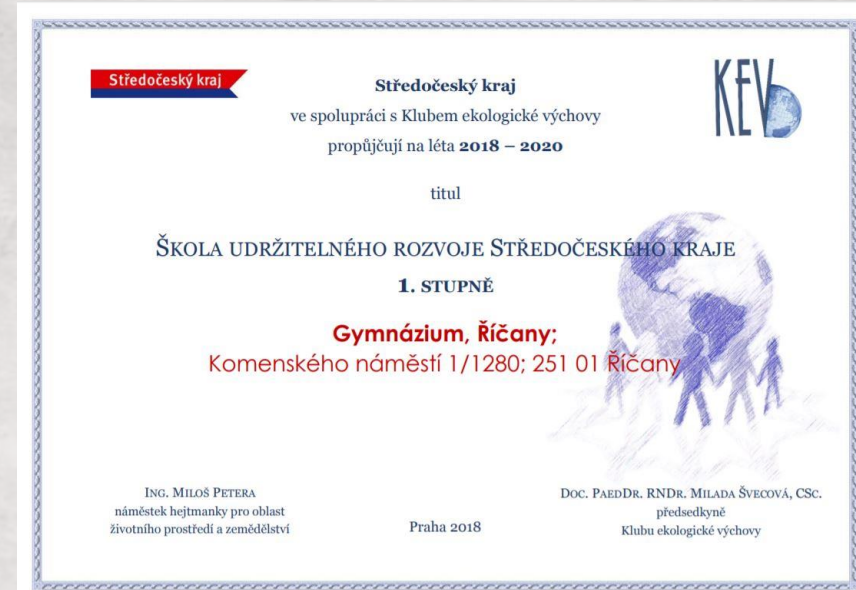 Středočeský kraj
KEV
Středočeský kraj
ve spolupráci s Klubem ekologické výchovy
propůjčují na léta 2018 – 2020
titul
ŠKOLA UDRŽITELNÉHO ROZVOJE STŘEDOČESKÉHO KRAJE
1. STUPNĚ
Gymnázium, Říčany;
Komenského náměstí 1/1280; 251 01 Říčany
ING. MILOŠ PETERA
náměstek hejtmanky pro oblast
životního prostředí a zemědělství
Praha 2018
DOC. PAEDDR. RNDR. MILADA ŠVECOVÁ, CSC.
předsedkyně
Klubu ekologické výchovy